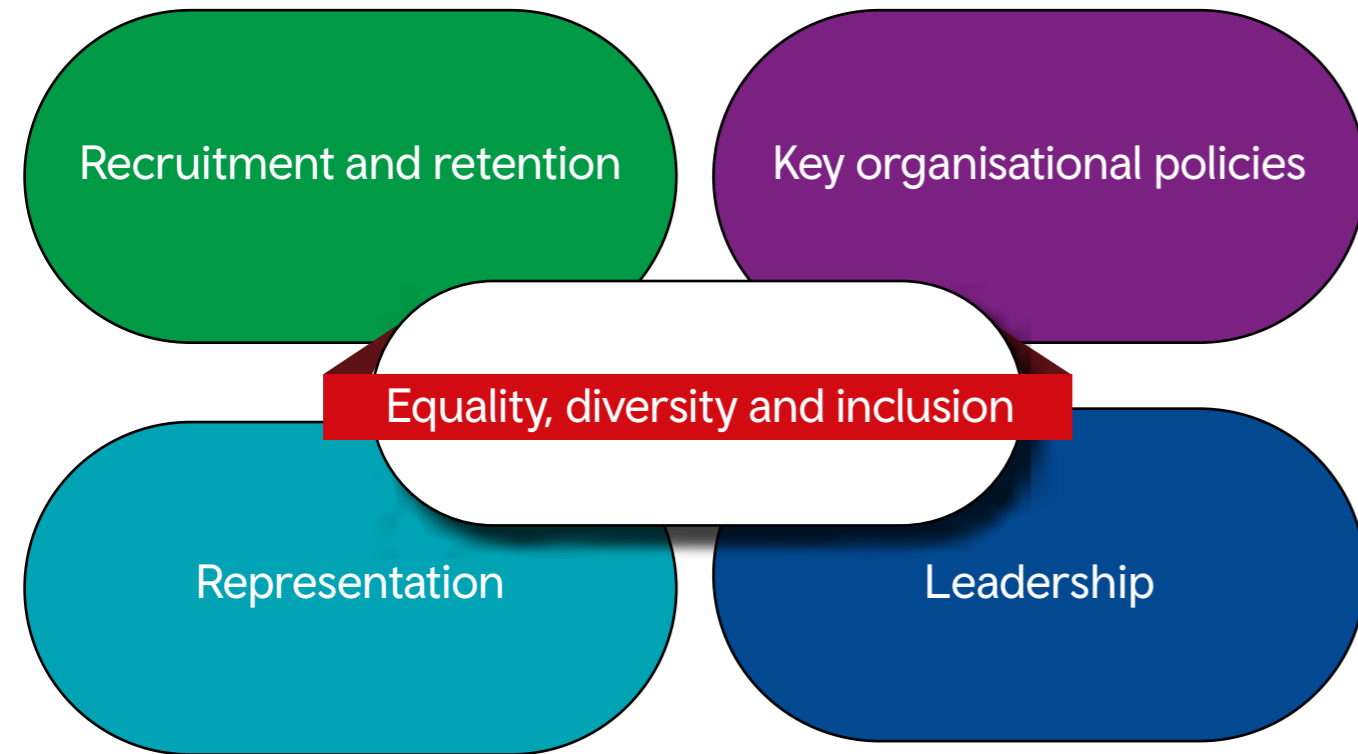 Recruitment and retention
Key organisational policies
Equality, diversity and inclusion
Representation
Leadership